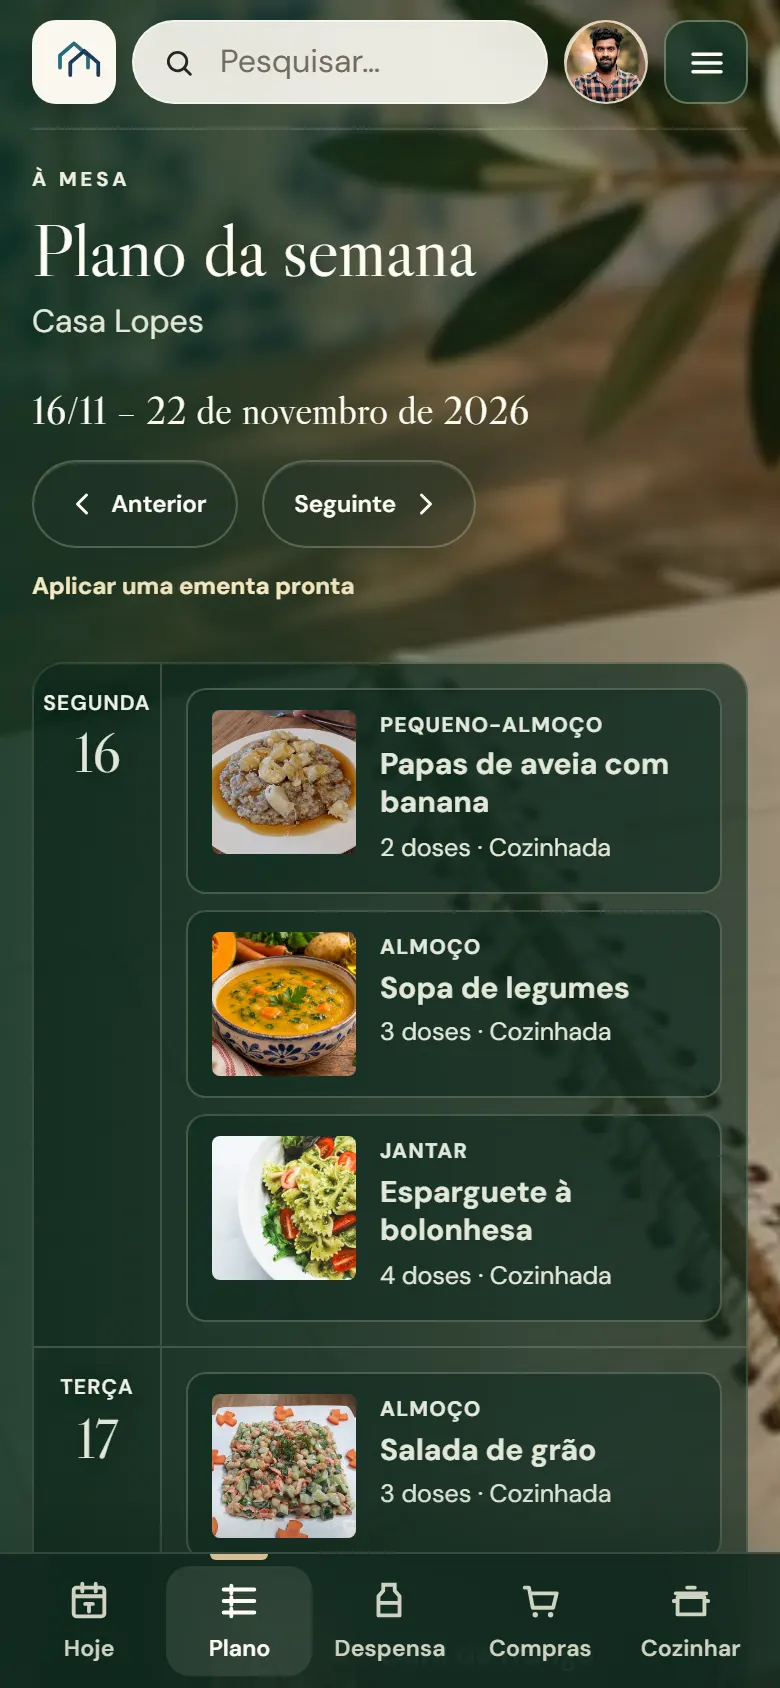 Pesquisar...
À MESA
Plano da semana
Casa Lopes
16/11 – 22 de novembro de 2026
Anterior
Seguinte
Aplicar uma ementa pronta
SEGUNDA
16
PEQUENO-ALMOÇO
Papas de aveia com
banana
2 doses · Cozinhada
ALMOÇO
Sopa de legumes
3 doses · Cozinhada
JANTAR
Esparguete à
bolonhesa
4 doses · Cozinhada
TERÇA
17
ALMOÇO
Salada de grão
3 doses · Cozinhada
Hoje
Plano
Despensa
Compras
Cozinhar